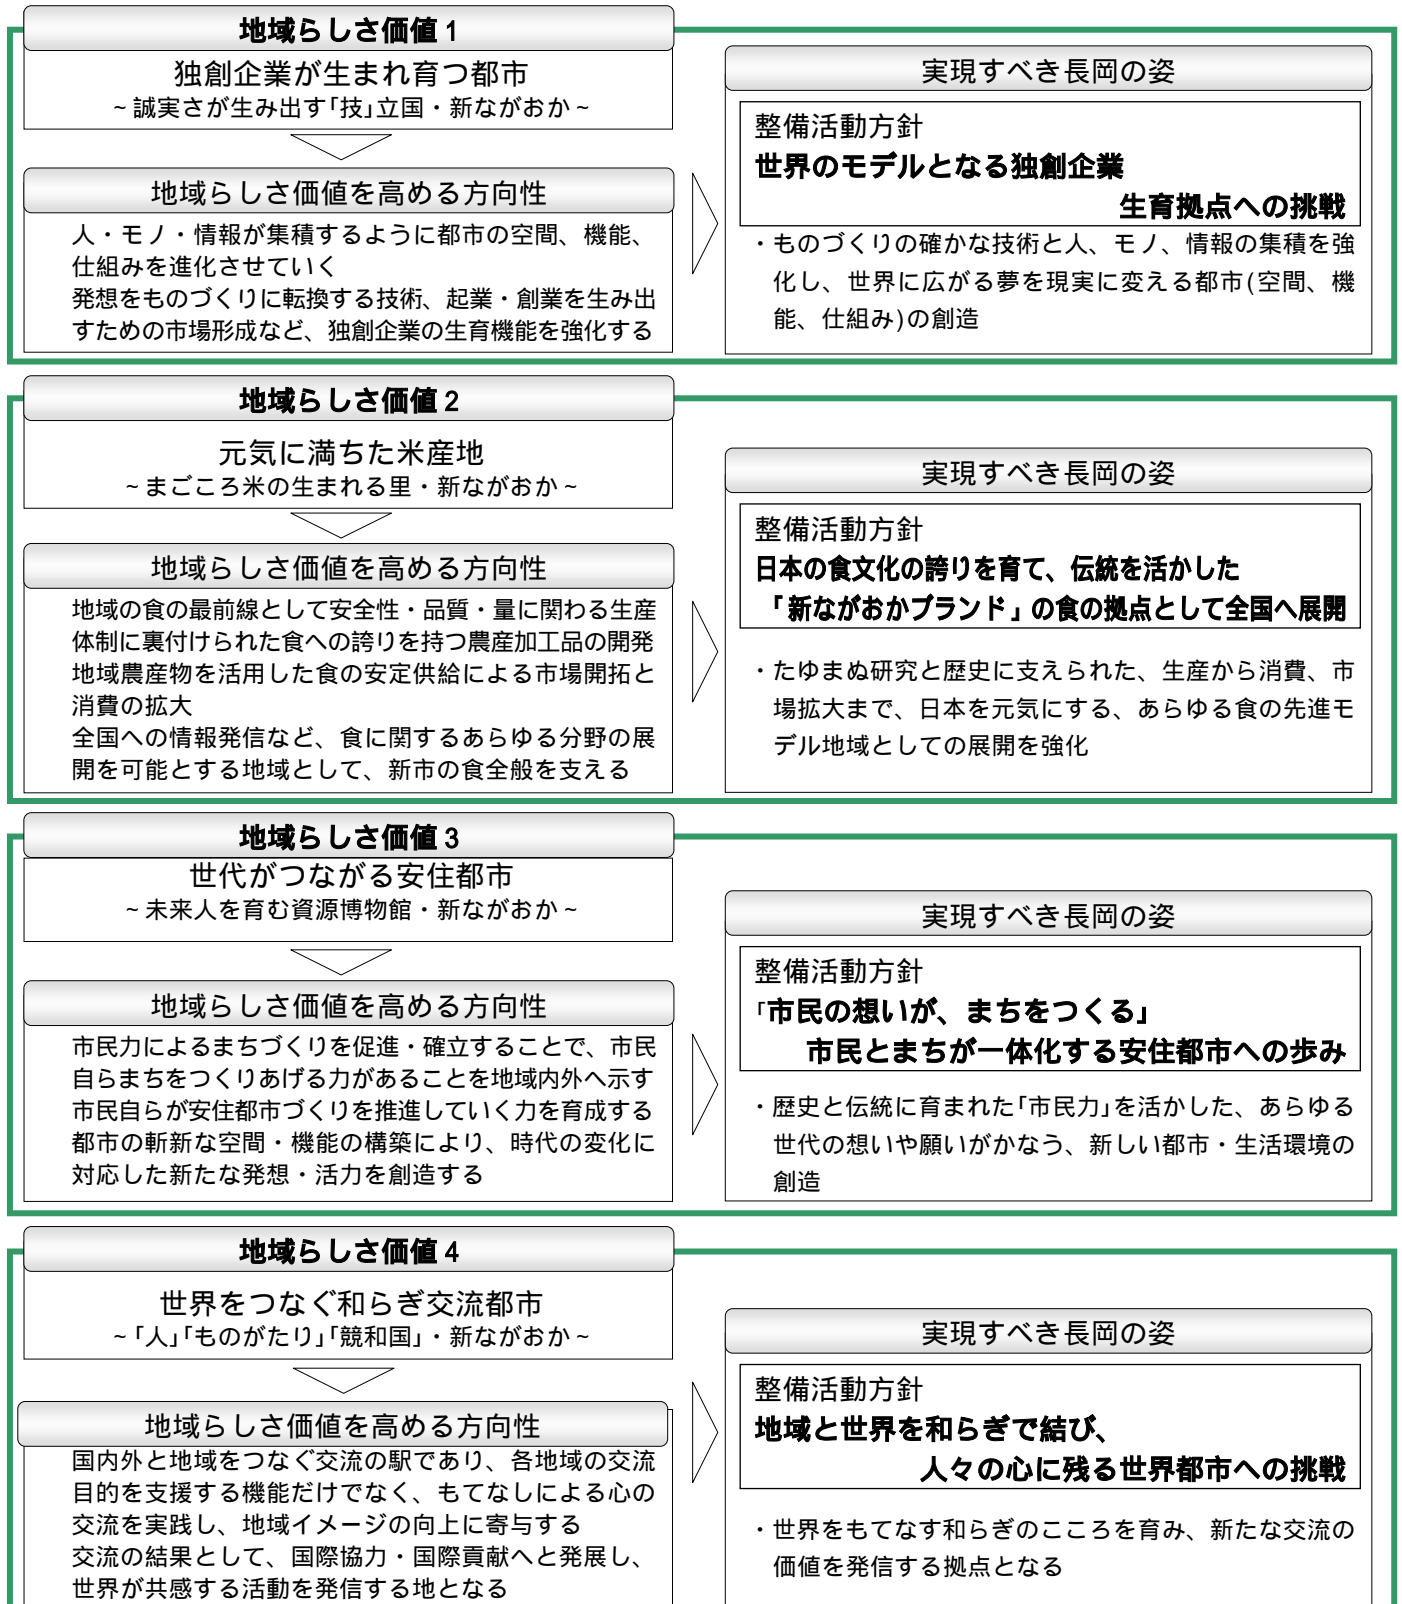 地域らしさ価値1
独創企業が生まれ育つ都市
~誠実さが生み出す「技」立国・新ながおか~
地域らしさ価値を高める方向性
人・モノ・情報が集積するように都市の空間、機能、
仕組みを進化させていく
発想をものづくりに転換する技術、起業・創業を生み出
すための市場形成など、独創企業の生育機能を強化する
実現すべき長岡の姿
整備活動方針
世界のモデルとなる独創企業
生育拠点への挑戦
・ものづくりの確かな技術と人、モノ、情報の集積を強
化し、世界に広がる夢を現実に変える都市(空間、機
能、仕組み)の創造
地域らしさ価値2
元気に満ちた米産地
~まごころ米の生まれる里・新ながおか~
地域らしさ価値を高める方向性
地域の食の最前線として安全性・品質・量に関わる生産
体制に裏付けられた食への誇りを持つ農産加工品の開発
地域農産物を活用した食の安定供給による市場開拓と
消費の拡大
全国への情報発信など、食に関するあらゆる分野の展
開を可能とする地域として、新市の食全般を支える
実現すべき長岡の姿
整備活動方針
日本の食文化の誇りを育て、伝統を活かした
「新ながおかブランド」の食の拠点として全国へ展開
・たゆまぬ研究と歴史に支えられた、生産から消費、市
場拡大まで、日本を元気にする、あらゆる食の先進モ
デル地域としての展開を強化
地域らしさ価値3
世代がつながる安住都市
~未来人を育む資源博物館・新ながおか~
地域らしさ価値を高める方向性
市民力によるまちづくりを促進・確立することで、市民
自らまちをつくりあげる力があることを地域内外へ示す
市民自らが安住都市づくりを推進していく力を育成する
都市の斬新な空間・機能の構築により、時代の変化に
対応した新たな発想・活力を創造する
実現すべき長岡の姿
整備活動方針
「市民の想いが、まちをつくる」
市民とまちが一体化する安住都市への歩み
・歴史と伝統に育まれた「市民力」を活かした、あらゆる
世代の想いや願いがかなう、新しい都市・生活環境の
創造
地域らしさ価値4
世界をつなぐ和らぎ交流都市
~「人」「ものがたり」「競和国」・新ながおか~
地域らしさ価値を高める方向性
国内外と地域をつなぐ交流の駅であり、各地域の交流
目的を支援する機能だけでなく、もてなしによる心の
交流を実践し、地域イメージの向上に寄与する
交流の結果として、国際協力・国際貢献へと発展し、
世界が共感する活動を発信する地となる
実現すべき長岡の姿
整備活動方針
地域と世界を和らぎで結び、
人々の心に残る世界都市への挑戦
・世界をもてなす和らぎのこころを育み、新たな交流の
価値を発信する拠点となる